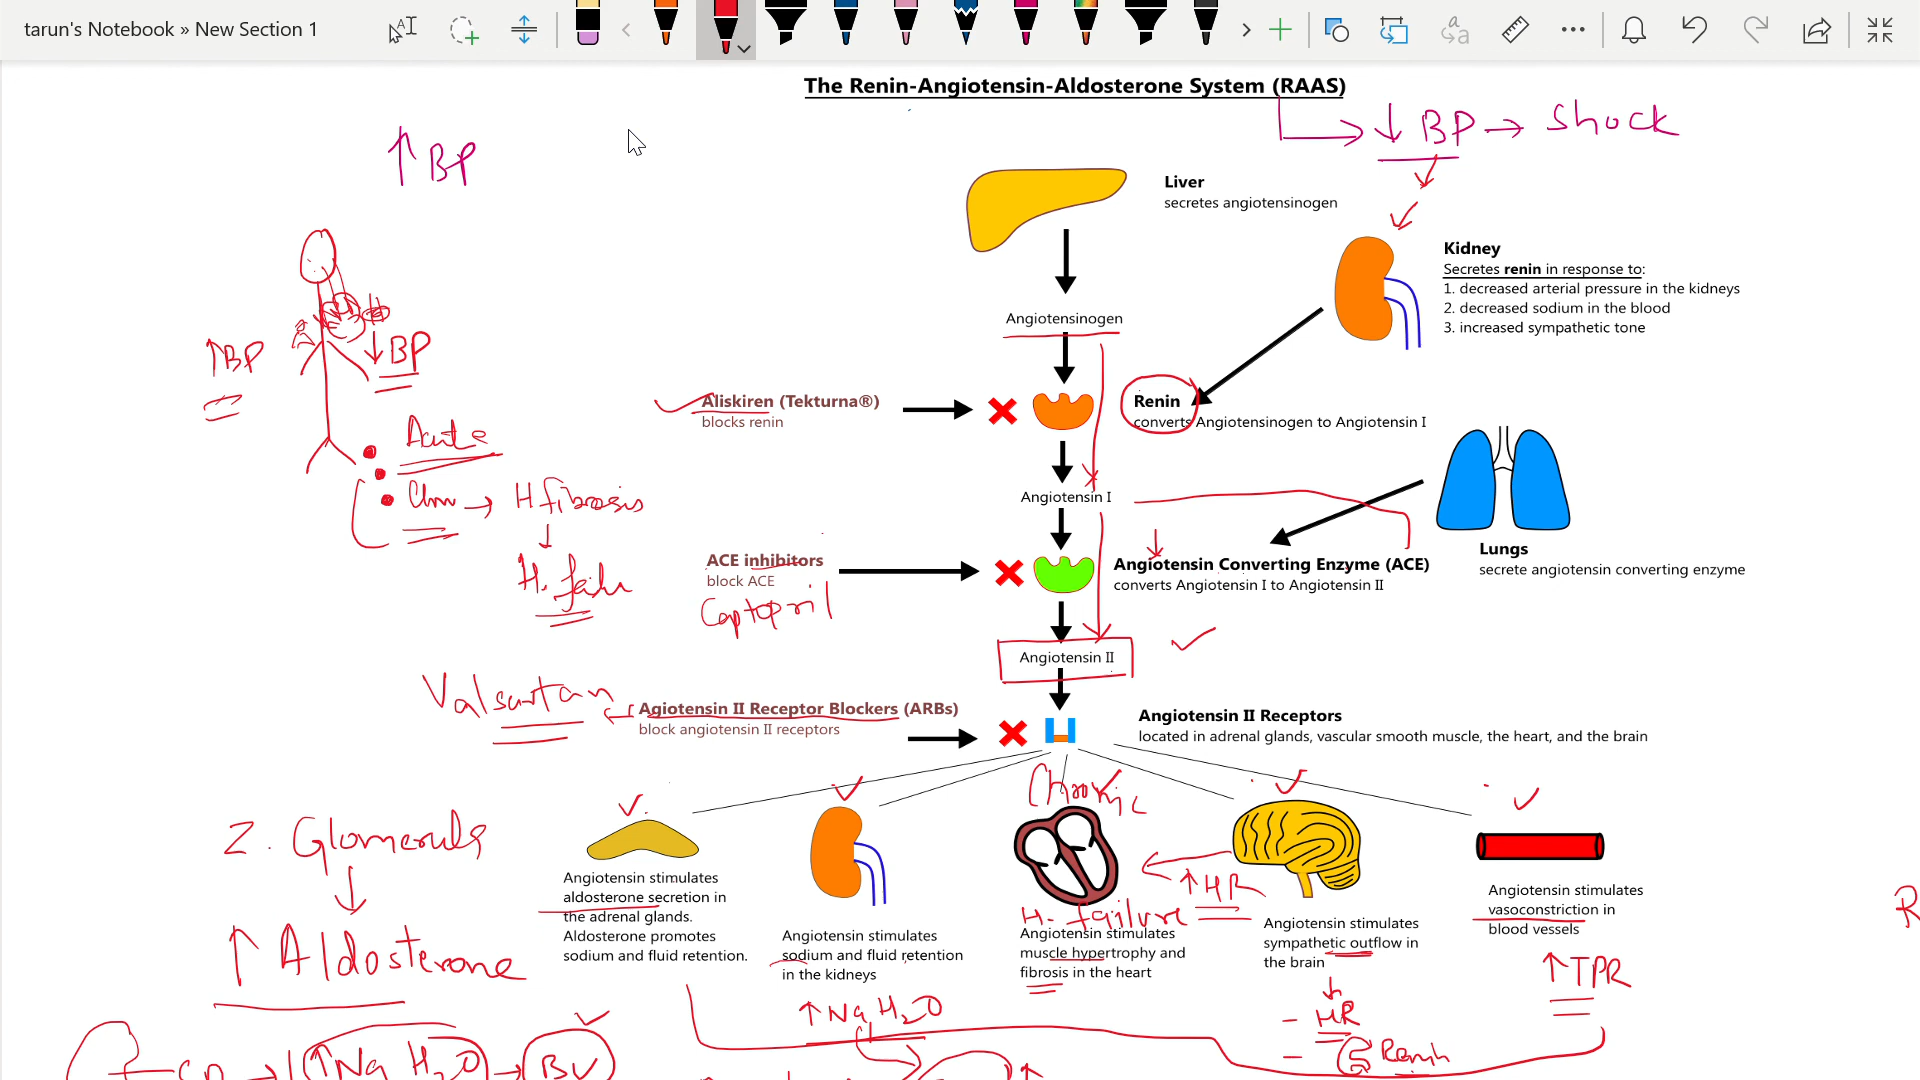 tarun's Notebook » New Section 1
The Renin-Angiotensin-Aldosterone System (RAAS)
↓ BP → Shock
↑ BP
Liver
secretes angiotensinogen
Kidney
Secretes renin in response to:
1. decreased arterial pressure in the kidneys
2. decreased sodium in the blood
3. increased sympathetic tone
Angiotensinogen
↑BP
↓BP
Aliskiren (Tekturna®)
blocks renin
Renin
converts Angiotensinogen to Angiotensin I
Acute
→ H fibrosis
Angiotensin I
ACE inhibitors
block ACE
Captopril
Angiotensin Converting Enzyme (ACE)
converts Angiotensin I to Angiotensin II
Lungs
secrete angiotensin converting enzyme
Angiotensin II
Valsartan
Agiotensin II Receptor Blockers (ARBs)
block angiotensin II receptors
Angiotensin II Receptors
located in adrenal glands, vascular smooth muscle, the heart, and the brain
Chronic
Z. Glomerul
↑ Aldosterone
Angiotensin stimulates
aldosterone secretion in
the adrenal glands.
Aldosterone promotes
sodium and fluid retention.
Angiotensin stimulates
sodium and fluid retention
in the kidneys
H. failure
Angiotensin stimulates
muscle hypertrophy and
fibrosis in the heart
↑HR
Angiotensin stimulates
sympathetic outflow in
the brain
Angiotensin stimulates
vasoconstriction in
blood vessels
↑TPR
↑Na H2O
- HR
- Renin
↑Na H2O → BV
R